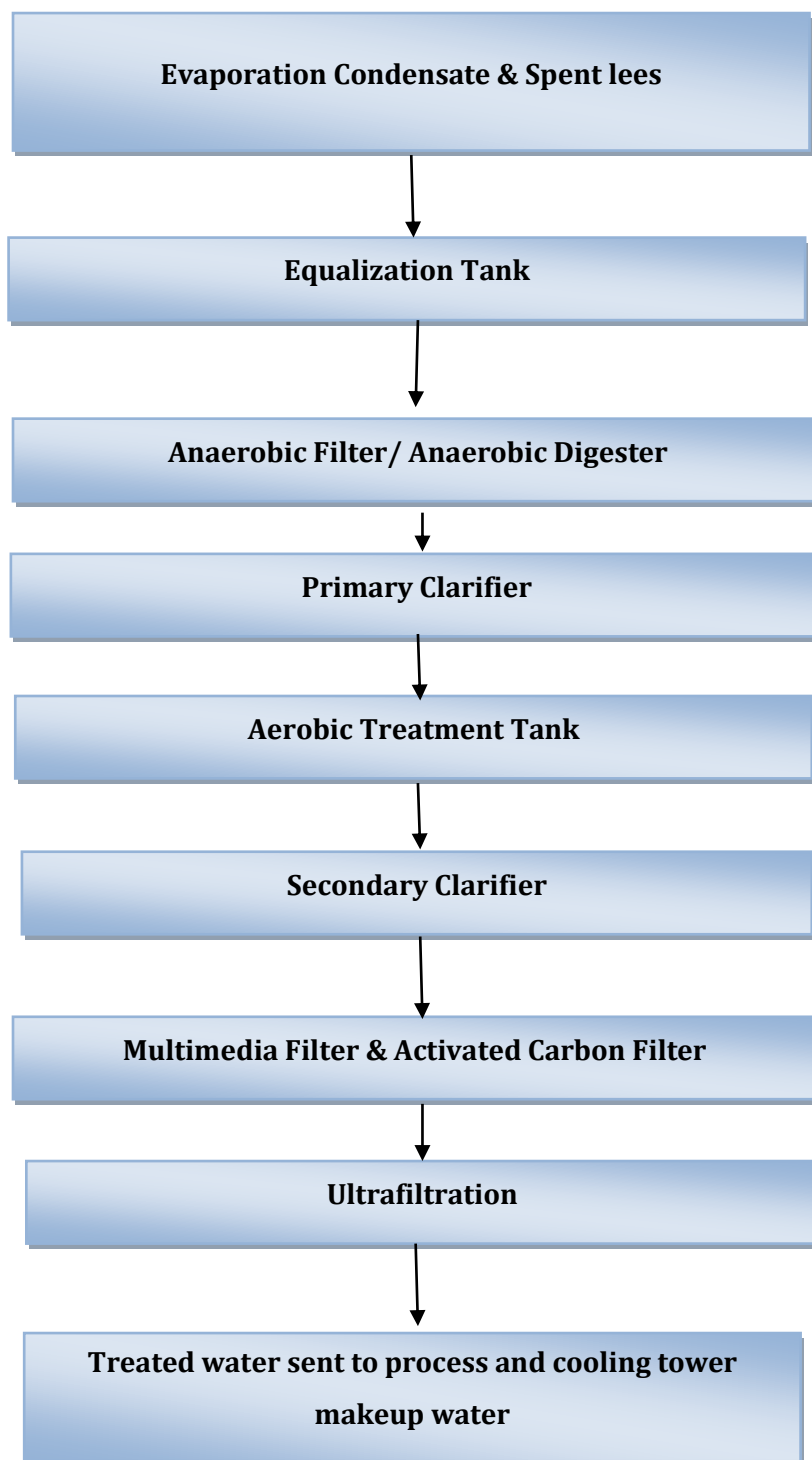 Evaporation Condensate & Spent lees
Equalization Tank
Anaerobic Filter/ Anaerobic Digester
Primary Clarifier
Aerobic Treatment Tank
Secondary Clarifier
Multimedia Filter & Activated Carbon Filter
Ultrafiltration
Treated water sent to process and cooling tower
makeup water